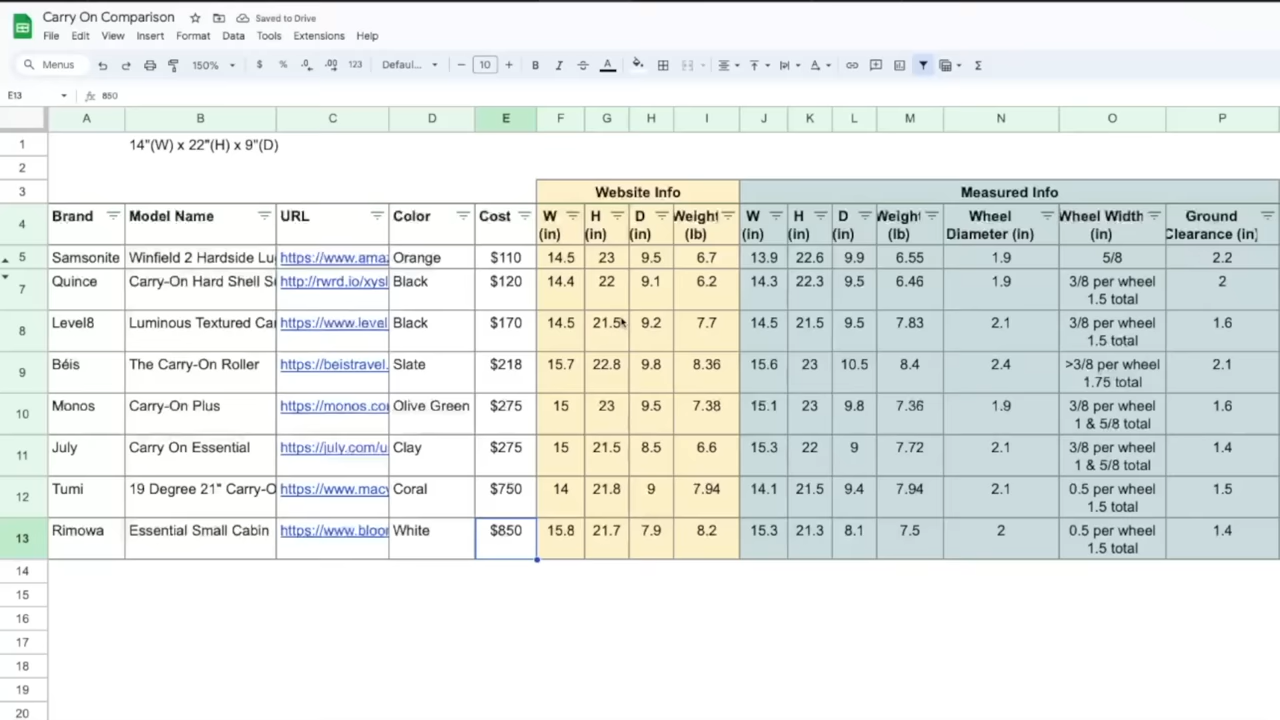 Carry On Comparison Saved to Drive
File Edit View Insert Format Data Tools Extensions Help
Menus 150% $ % .0 .00 123 Defaul... − 10 + B I S A Σ
E13 fx 850
A B C D E F G H I J K L M N O P
1 14"(W) x 22"(H) x 9"(D)
2
3 Website Info Measured Info
4 Brand Model Name URL Color Cost W (in) H (in) D (in) Weight (lb) W (in) H (in) D (in) Weight (lb) Wheel Diameter (in) Wheel Width (in) Ground Clearance (in)
5 Samsonite Winfield 2 Hardside Lu https://www.ama Orange $110 14.5 23 9.5 6.7 13.9 22.6 9.9 6.55 1.9 5/8 2.2
7 Quince Carry-On Hard Shell S http://rwrd.io/xysl Black $120 14.4 22 9.1 6.2 14.3 22.3 9.5 6.46 1.9 3/8 per wheel 1.5 total 2
8 Level8 Luminous Textured Ca https://www.level Black $170 14.5 21.5 9.2 7.7 14.5 21.5 9.5 7.83 2.1 3/8 per wheel 1.5 total 1.6
9 Béis The Carry-On Roller https://beistravel. Slate $218 15.7 22.8 9.8 8.36 15.6 23 10.5 8.4 2.4 >3/8 per wheel 1.75 total 2.1
10 Monos Carry-On Plus https://monos.co Olive Green $275 15 23 9.5 7.38 15.1 23 9.8 7.36 1.9 3/8 per wheel 1 & 5/8 total 1.6
11 July Carry On Essential https://july.com/u Clay $275 15 21.5 8.5 6.6 15.3 22 9 7.72 2.1 3/8 per wheel 1 & 5/8 total 1.4
12 Tumi 19 Degree 21" Carry-O https://www.macy Coral $750 14 21.8 9 7.94 14.1 21.5 9.4 7.94 2.1 0.5 per wheel 1.5 total 1.5
13 Rimowa Essential Small Cabin https://www.bloo White $850 15.8 21.7 7.9 8.2 15.3 21.3 8.1 7.5 2 0.5 per wheel 1.5 total 1.4
14
15
16
17
18
19
20